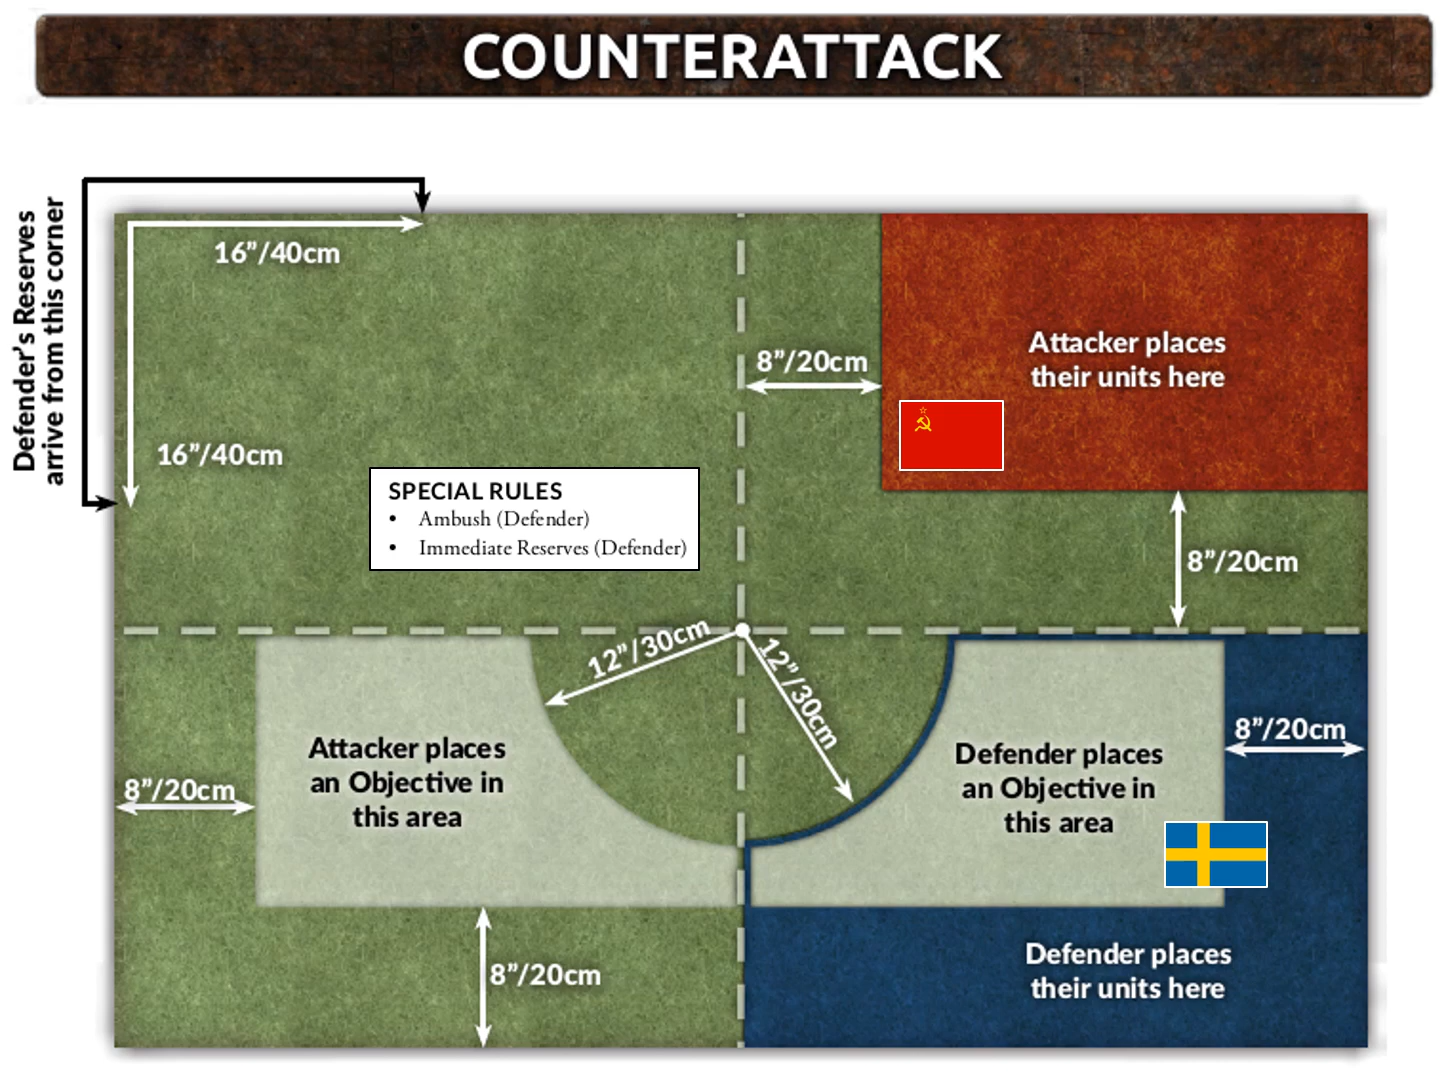 COUNTERATTACK
Defender's Reserves
arrive from this corner
16”/40cm
16”/40cm
8”/20cm
Attacker places
their units here
SPECIAL RULES
• Ambush (Defender)
• Immediate Reserves (Defender)
8”/20cm
12”/30cm
12”/30cm
Attacker places
an Objective in
this area
8”/20cm
Defender places
an Objective in
this area
8”/20cm
8”/20cm
Defender places
their units here